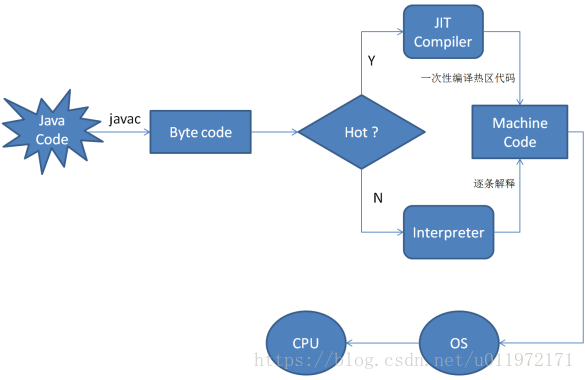 JIT
Compiler
Y
一次性编译热区代码
Java
Code
javac
Byte code
Hot ?
Machine
Code
N
逐条解释
Interpreter
CPU
OS
https://blog.csdn.net/u011972171